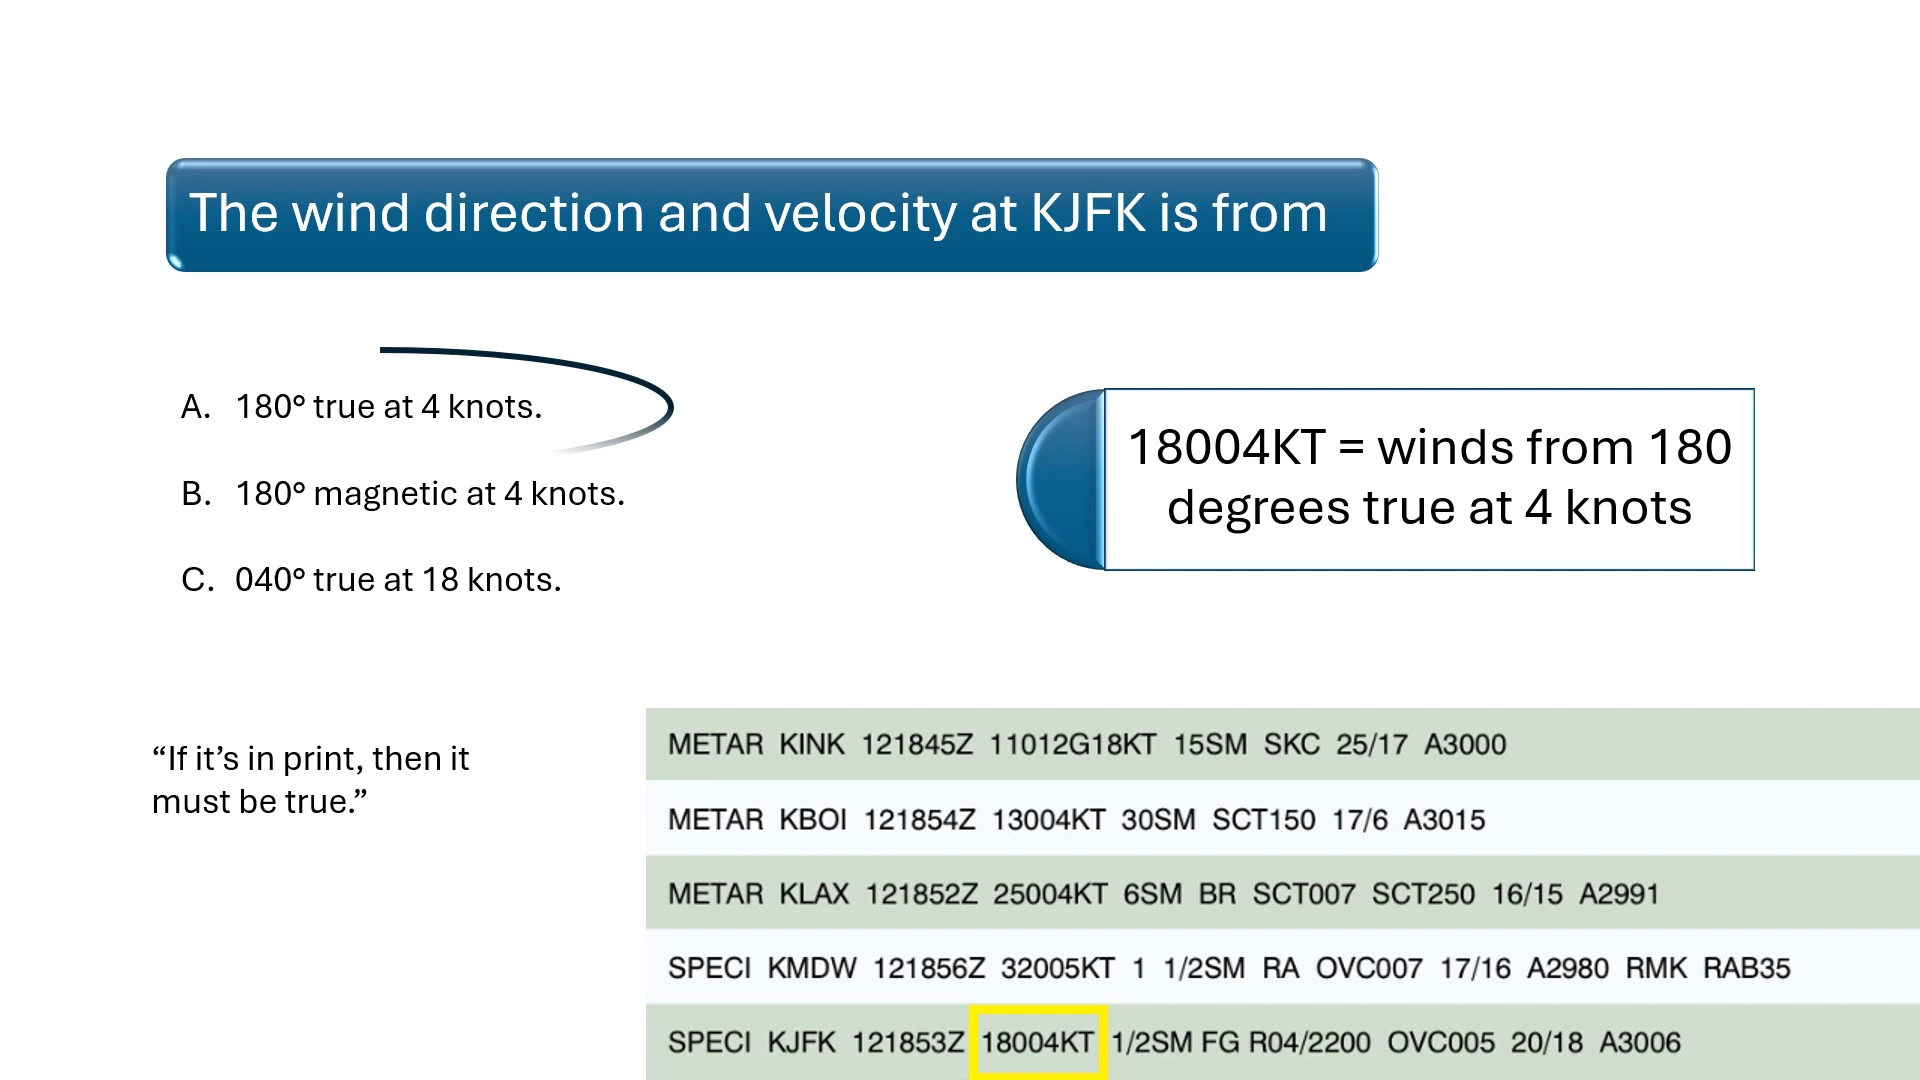 The wind direction and velocity at KJFK is from
A. 180° true at 4 knots.
B. 180° magnetic at 4 knots.
C. 040° true at 18 knots.
18004KT = winds from 180
degrees true at 4 knots
“If it’s in print, then it
must be true.”
METAR KINK 121845Z 11012G18KT 15SM SKC 25/17 A3000
METAR KBOI 121854Z 13004KT 30SM SCT150 17/6 A3015
METAR KLAX 121852Z 25004KT 6SM BR SCT007 SCT250 16/15 A2991
SPECI KMDW 121856Z 32005KT 1 1/2SM RA OVC007 17/16 A2980 RMK RAB35
SPECI KJFK 121853Z 18004KT 1/2SM FG R04/2200 OVC005 20/18 A3006